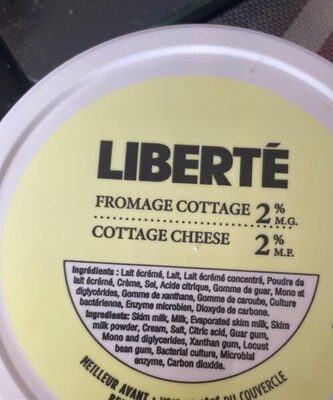 LIBERTÉ
FROMAGE COTTAGE 2% M.G.
COTTAGE CHEESE 2% M.F.
Ingrédients : Lait écrémé, Lait, Lait écrémé concentré, Poudre de
lait écrémé, Crème, Sel, Acide citrique, Gomme de guar, Mono et
diglycérides, Gomme de xanthane, Gomme de caroube, Culture
bactérienne, Enzyme microbien, Dioxyde de carbone.
Ingredients: Skim milk, Milk, Evaporated skim milk, Skim
milk powder, Cream, Salt, Citric acid, Guar gum,
Mono and diglycerides, Xanthan gum, Locust
bean gum, Bacterial culture, Microbial
enzyme, Carbon dioxide.
MEILLEUR AVANT : DU COUVERCLE